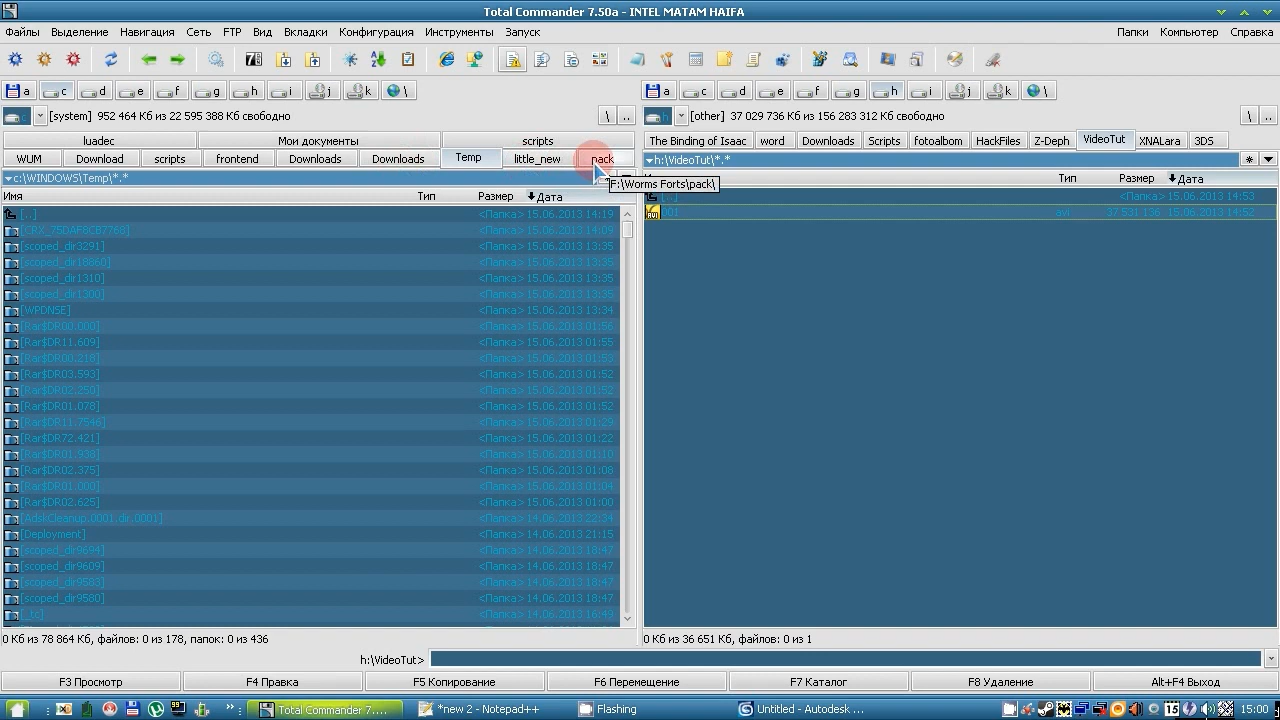 Total Commander 7.50a - INTEL MATAM HAIFA
Файлы Выделение Навигация Сеть FTP Вид Вкладки Конфигурация Инструменты Запуск Папки Компьютер Справка
a c d e f g h i j k \ a c d e f g h i j k \
[system] 952 464 Кб из 22 595 388 Кб свободно \ .. [other] 37 029 736 Кб из 156 283 312 Кб свободно \ ..
luadec Мои документы scripts The Binding of Isaac word Downloads Scripts fotoalbom HackFiles Z-Deph VideoTut XNALara 3DS
WUM Download scripts frontend Downloads Downloads Temp little_new pack h:\VideoTut\*.*
c:\WINDOWS\Temp\*.* F:\Worms Forts\pack\ Тип Размер Дата
Имя Тип Размер Дата [..] <Папка> 15.06.2013 14:53
[..] <Папка> 15.06.2013 14:19 001 avi 37 531 136 15.06.2013 14:52
[CRX_75DAF8CB7768] <Папка> 15.06.2013 14:09
[scoped_dir3291] <Папка> 15.06.2013 13:35
[scoped_dir18860] <Папка> 15.06.2013 13:35
[scoped_dir1310] <Папка> 15.06.2013 13:35
[scoped_dir1300] <Папка> 15.06.2013 13:35
[WPDNSE] <Папка> 15.06.2013 13:34
[Rar$DR00.000] <Папка> 15.06.2013 01:56
[Rar$DR11.609] <Папка> 15.06.2013 01:55
[Rar$DR00.218] <Папка> 15.06.2013 01:53
[Rar$DR03.593] <Папка> 15.06.2013 01:52
[Rar$DR02.250] <Папка> 15.06.2013 01:52
[Rar$DR01.078] <Папка> 15.06.2013 01:52
[Rar$DR11.7546] <Папка> 15.06.2013 01:29
[Rar$DR72.421] <Папка> 15.06.2013 01:22
[Rar$DR01.938] <Папка> 15.06.2013 01:10
[Rar$DR02.375] <Папка> 15.06.2013 01:08
[Rar$DR01.000] <Папка> 15.06.2013 01:04
[Rar$DR02.625] <Папка> 15.06.2013 01:00
[AdskCleanup.0001.dir.0001] <Папка> 14.06.2013 22:34
[Deployment] <Папка> 14.06.2013 21:15
[scoped_dir9694] <Папка> 14.06.2013 18:47
[scoped_dir9609] <Папка> 14.06.2013 18:47
[scoped_dir9583] <Папка> 14.06.2013 18:47
[scoped_dir9580] <Папка> 14.06.2013 18:47
[_tc] <Папка> 14.06.2013 16:49
0 Кб из 78 864 Кб, файлов: 0 из 178, папок: 0 из 436 0 Кб из 36 651 Кб, файлов: 0 из 1
h:\VideoTut>
F3 Просмотр F4 Правка F5 Копирование F6 Перемещение F7 Каталог F8 Удаление Alt+F4 Выход
Total Commander 7.... *new 2 - Notepad++ Flashing Untitled - Autodesk ... 15 15:00